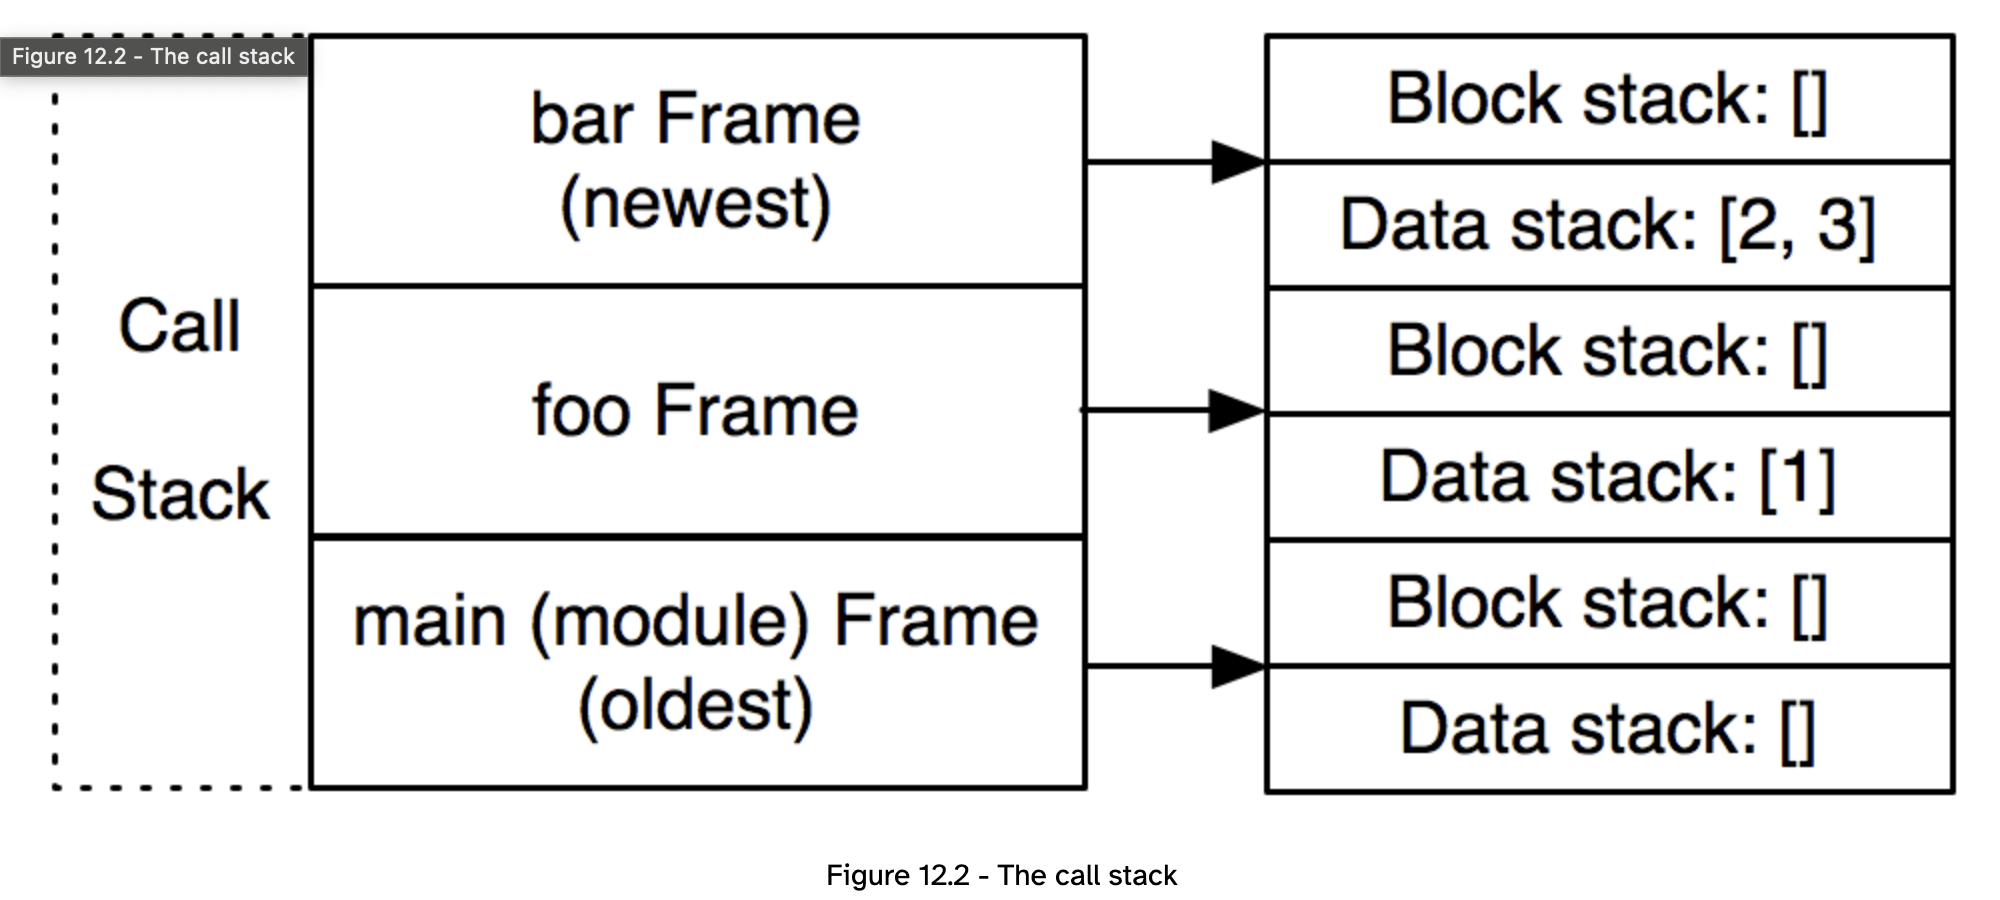 Figure 12.2 - The call stack
Call
Stack
bar Frame
(newest)
foo Frame
main (module) Frame
(oldest)
Block stack: []
Data stack: [2, 3]
Block stack: []
Data stack: [1]
Block stack: []
Data stack: []
Figure 12.2 - The call stack